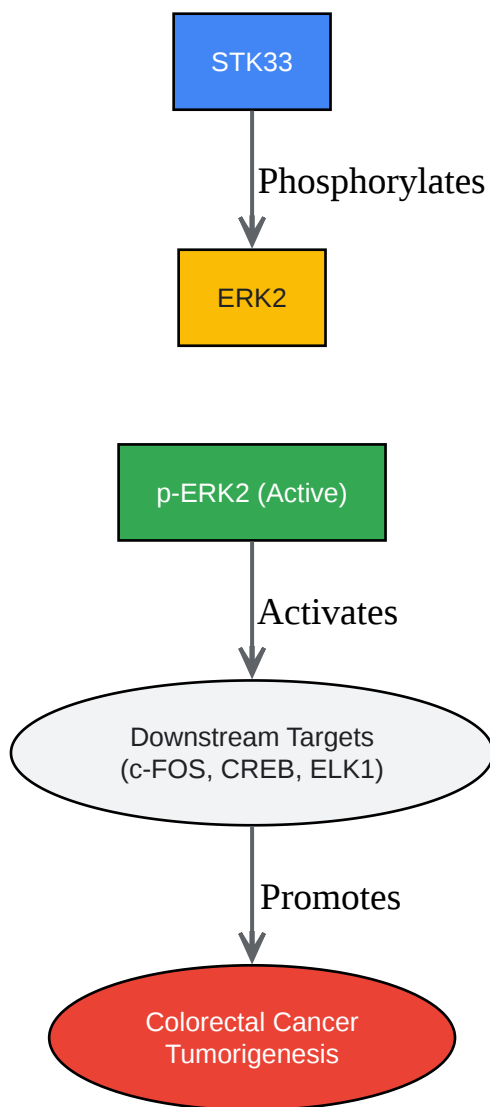 STK33
Phosphorylates
ERK2
p-ERK2 (Active)
Activates
Downstream Targets
(c-FOS, CREB, ELK1)
Promotes
Colorectal Cancer
Tumorigenesis